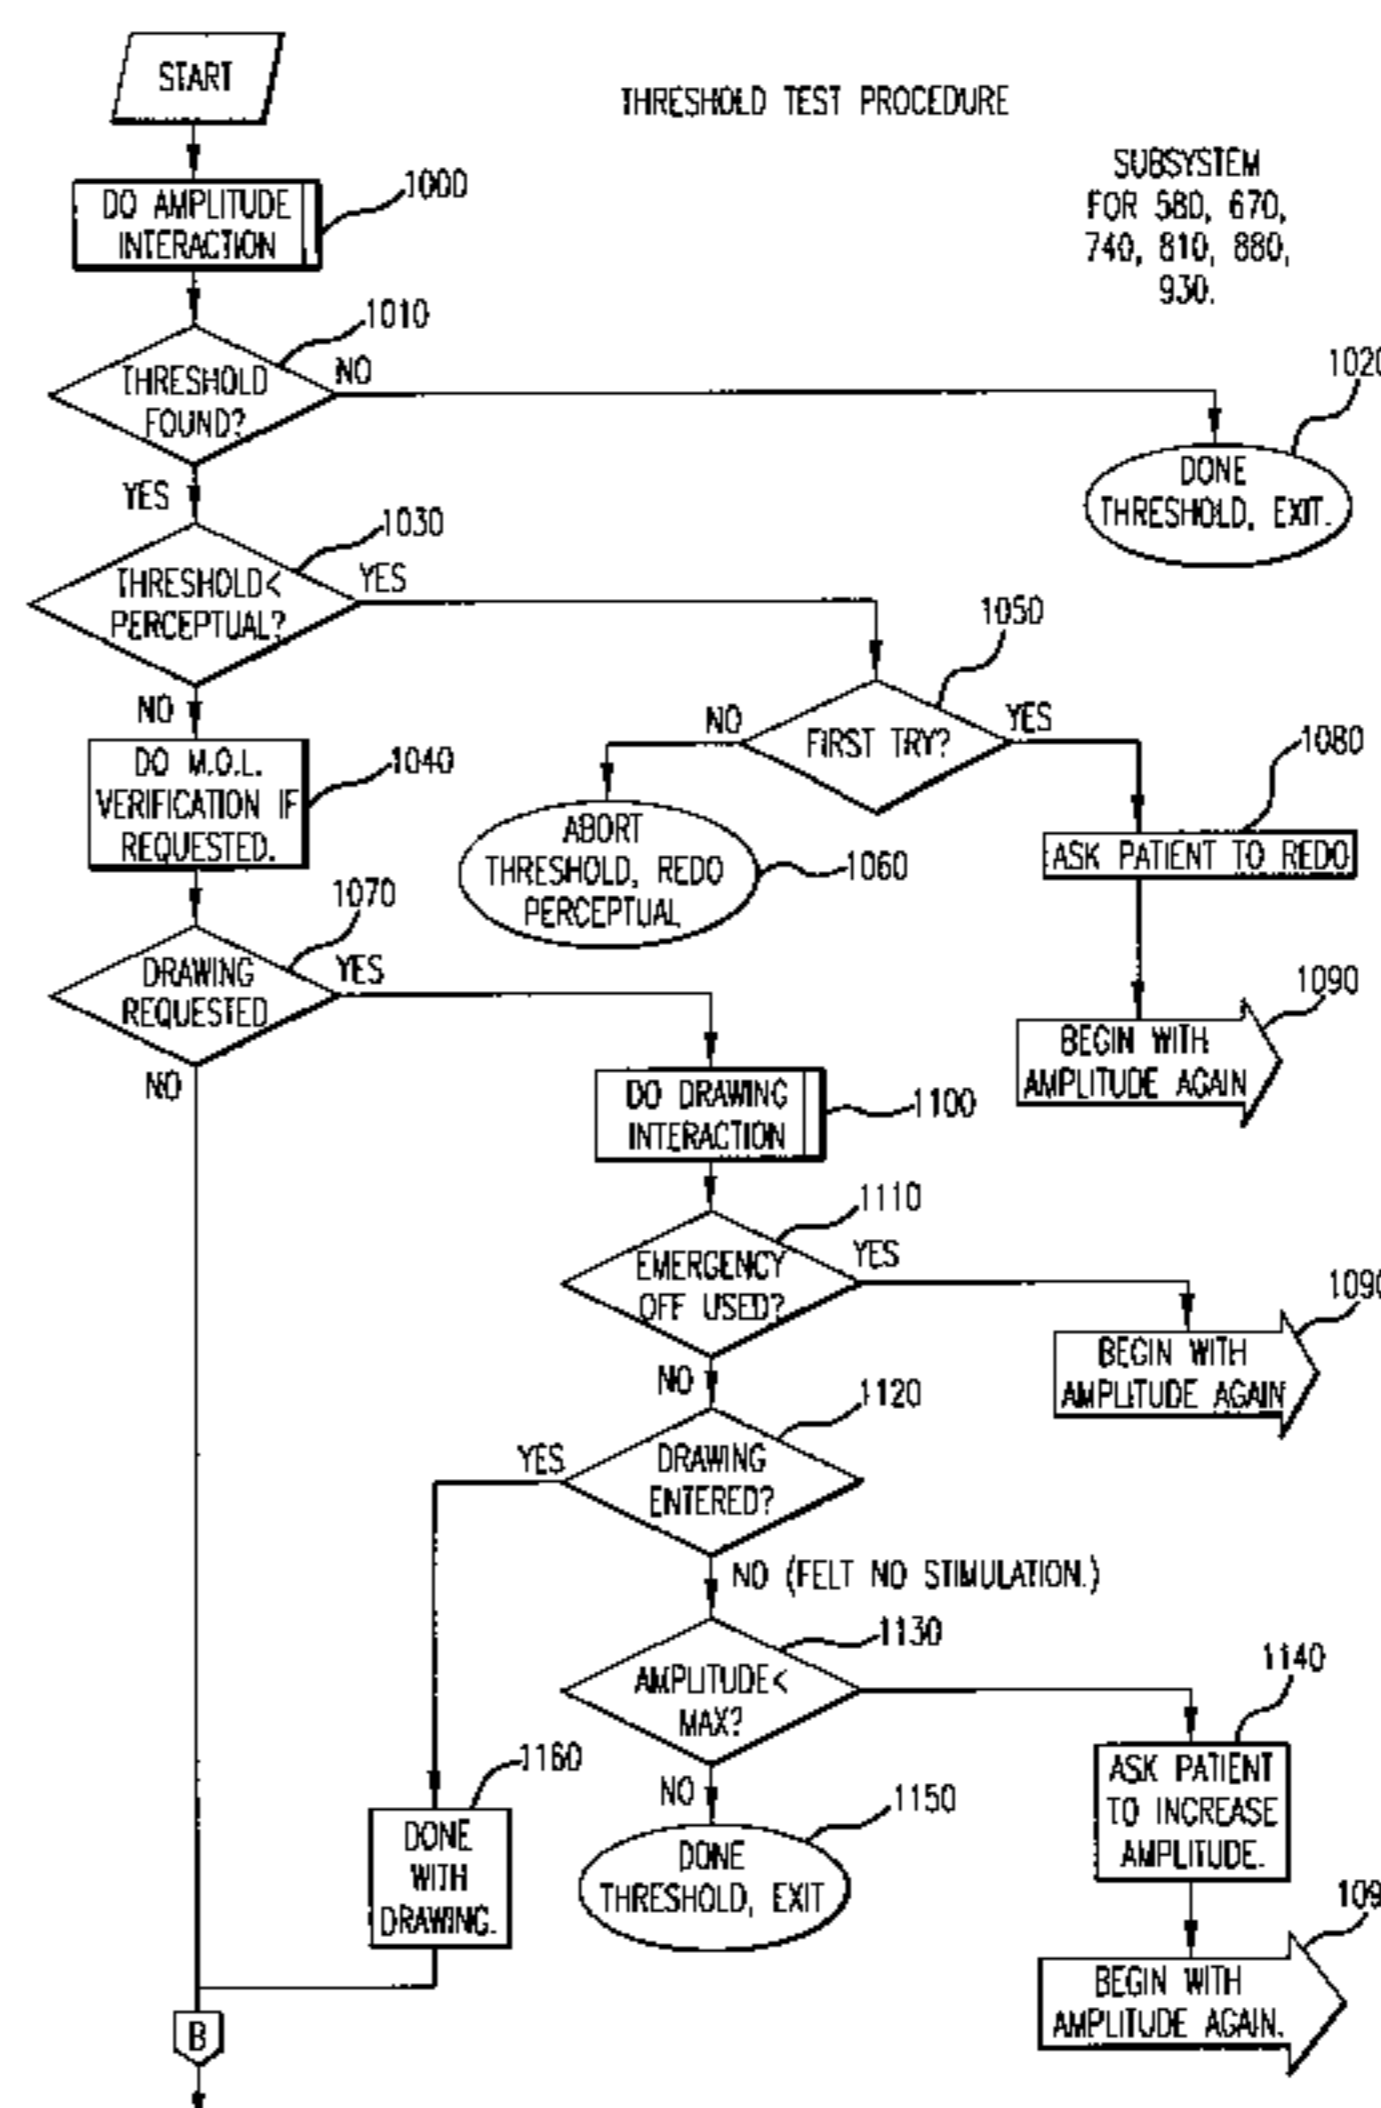 START
THRESHOLD TEST PROCEDURE
SUBSYSTEM
FOR 580, 670,
740, 810, 880,
930.
DO AMPLITUDE
INTERACTION
1000
THRESHOLD
FOUND?
1010
NO
1020
DONE
THRESHOLD, EXIT.
YES
THRESHOLD<
PERCEPTUAL?
1030
YES
1050
NO
FIRST TRY?
YES
NO
DO M.O.L.
VERIFICATION IF
REQUESTED.
1040
ABORT
THRESHOLD, REDO
PERCEPTUAL
1060
1080
ASK PATIENT TO REDO
1070
DRAWING
REQUESTED
YES
NO
1090
BEGIN WITH
AMPLITUDE AGAIN
DO DRAWING
INTERACTION
1100
1110
EMERGENCY
OFF USED?
YES
1090
BEGIN WITH
AMPLITUDE AGAIN
NO
1120
YES
DRAWING
ENTERED?
NO (FELT NO STIMULATION.)
1130
AMPLITUDE<
MAX?
1140
ASK PATIENT
TO INCREASE
AMPLITUDE.
NO
1150
DONE
THRESHOLD, EXIT
1160
DONE
WITH
DRAWING.
109
BEGIN WITH
AMPLITUDE AGAIN.
B